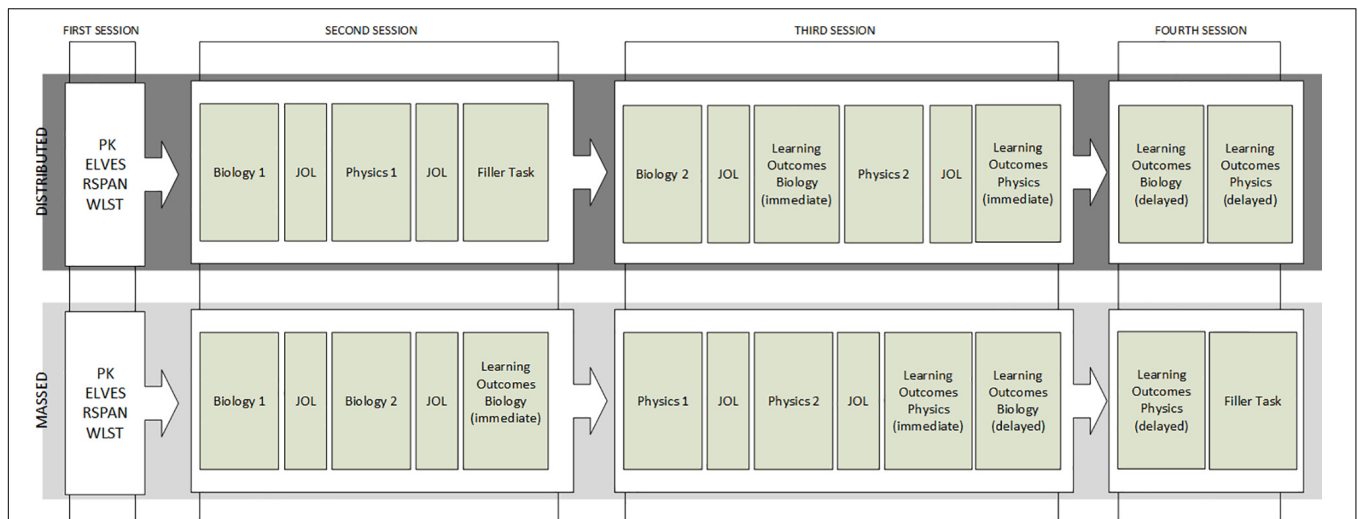 FIRST SESSION
SECOND SESSION
THIRD SESSION
FOURTH SESSION
DISTRIBUTED
PK
ELVES
RSPAN
WLST
Biology 1
JOL
Physics 1
JOL
Filler Task
Biology 2
JOL
Learning
Outcomes
Biology
(immediate)
Physics 2
JOL
Learning
Outcomes
Physics
(immediate)
Learning
Outcomes
Biology
(delayed)
Learning
Outcomes
Physics
(delayed)
MASSED
PK
ELVES
RSPAN
WLST
Biology 1
JOL
Biology 2
JOL
Learning
Outcomes
Biology
(immediate)
Physics 1
JOL
Physics 2
JOL
Learning
Outcomes
Physics
(immediate)
Learning
Outcomes
Biology
(delayed)
Learning
Outcomes
Physics
(delayed)
Filler Task